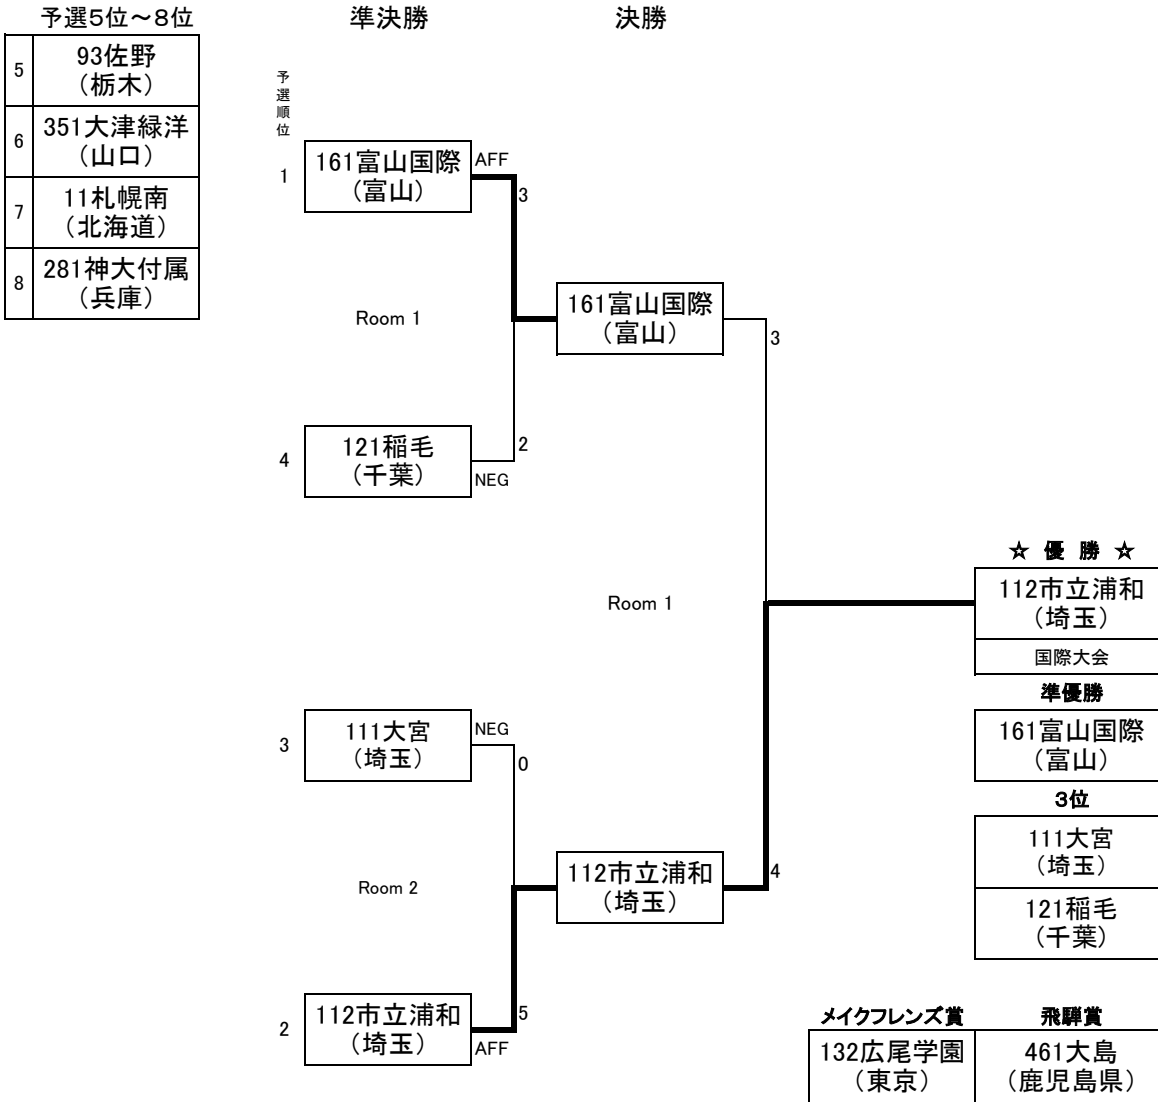 予選5位～8位
5
93佐野
（栃木）
6
351大津緑洋
（山口）
7
11札幌南
（北海道）
8
281神大付属
（兵庫）
準決勝
決勝
予選順位
1
161富山国際
（富山）
AFF
3
Room 1
4
121稲毛
（千葉）
2
NEG
161富山国際
（富山）
3
Room 1
3
111大宮
（埼玉）
NEG
0
Room 2
2
112市立浦和
（埼玉）
5
AFF
112市立浦和
（埼玉）
4
☆ 優 勝 ☆
112市立浦和
（埼玉）
国際大会
準優勝
161富山国際
（富山）
3位
111大宮
（埼玉）
121稲毛
（千葉）
メイクフレンズ賞
132広尾学園
（東京）
飛騨賞
461大島
（鹿児島県）